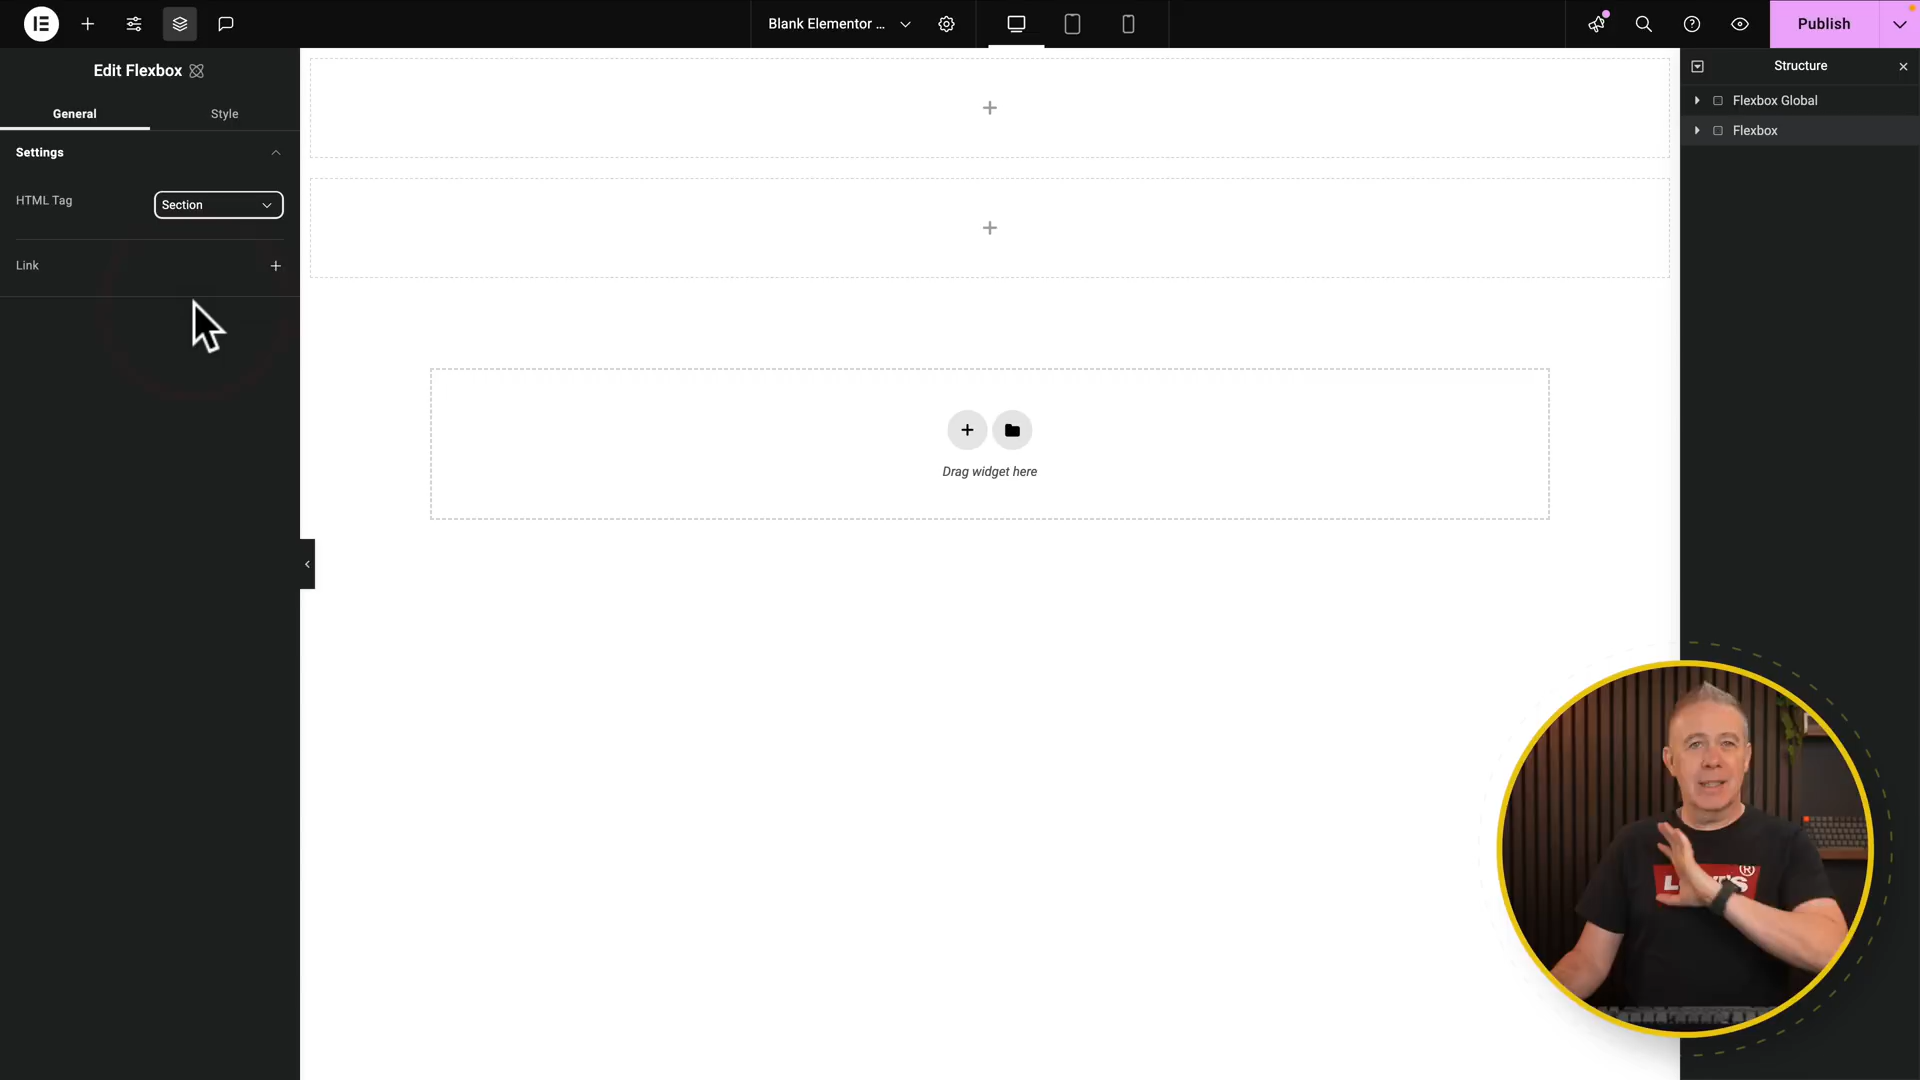 Blank Elementor ...
Publish
Edit Flexbox
General
Style
Settings
HTML Tag
Section
Link
Drag widget here
Structure
Flexbox Global
Flexbox